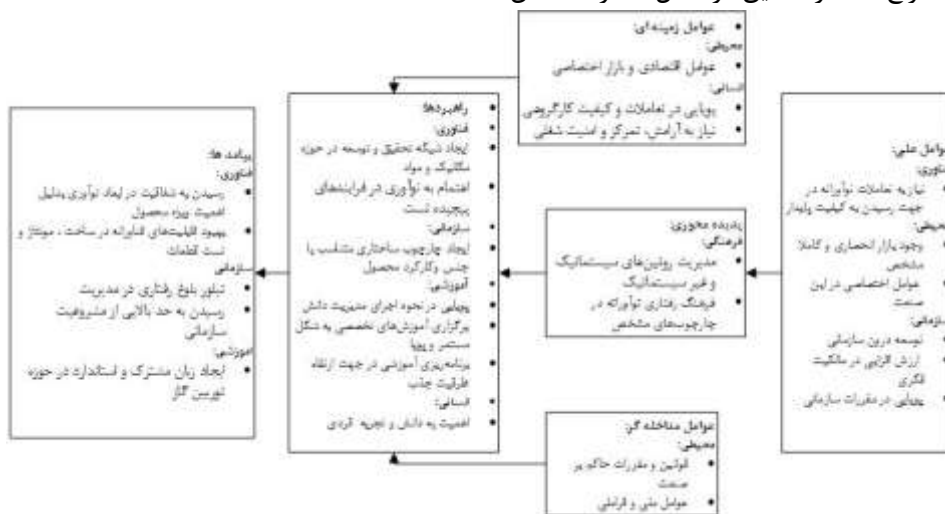 عوامل زمینه‌ای:
محیطی:
عوامل اقتصادی و بازار اختصاصی
انسانی:
پویایی در تعاملات و کیفیت کارگروهی
نیاز به آرامش، تمرکز و امنیت شغلی
عوامل علی:
فناوری:
نیاز به تعاملات نوآورانه در
جهت رسیدن به کیفیت پایدار
محیطی:
وجود بازار انحصاری و کاملا
مشخص
عوامل اختصاصی در این
صنعت
سازمانی:
توسعه درون سازمانی
ارزش افزایی در مالکیت
فکری
پویایی در مقررات سازمانی
پدیده محوری:
فرهنگی:
مدیریت روتین‌های سیستماتیک
و غیر سیستماتیک
فرهنگ رفتاری نوآورانه در
چارچوب‌های مشخص
عوامل مداخله گر:
محیطی:
قوانین و مقررات حاکم بر
صنعت
عوامل ملی و فراملی
راهبردها
فناوری:
ایجاد شبکه تحقیق و توسعه در حوزه
مکانیک و مواد
اهتمام به نوآوری در فرایندهای
پیچیده تست
سازمانی:
ایجاد چارچوب ساختاری متناسب با
جنس وکارکرد محصول
آموزشی:
پویایی در نحوه اجرای مدیریت دانش
برگزاری آموزش‌های تخصصی به شکل
مستمر و پویا
برنامه‌ریزی آموزشی در جهت ارتقاء
ظرفیت جذب
انسانی:
اهمیت به دانش و تجربه فردی
پیامد ها:
فناوری:
رسیدن به شفافیت در ابعاد نوآوری بدلیل
اهمیت ویژه محصول
بهبود قابلیت‌های فناورانه در ساخت ، مونتاژ و
تست قطعات
سازمانی
تبلور بلوغ رفتاری در مدیریت
رسیدن به حد بالایی از مشروعیت
سازمانی
آموزشی:
ایجاد زبان مشترک و استاندارد در حوزه
توربین گاز